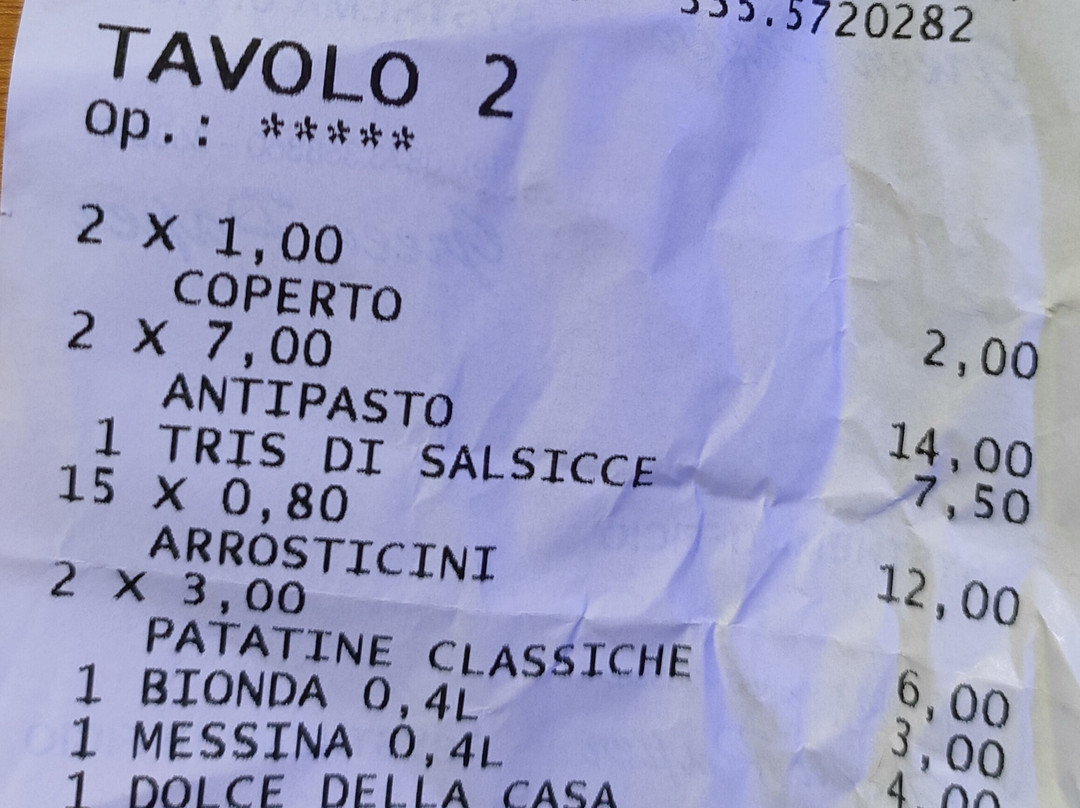 TAVOLO 2
Op.: *****
2 X 1,00
COPERTO 2,00
2 X 7,00
ANTIPASTO 14,00
1 TRIS DI SALSICCE 7,50
15 X 0,80
ARROSTICINI 12,00
2 X 3,00
PATATINE CLASSICHE 6,00
1 BIONDA 0,4L 3,00
1 MESSINA 0,4L 4,00
1 DOLCE DELLA CASA